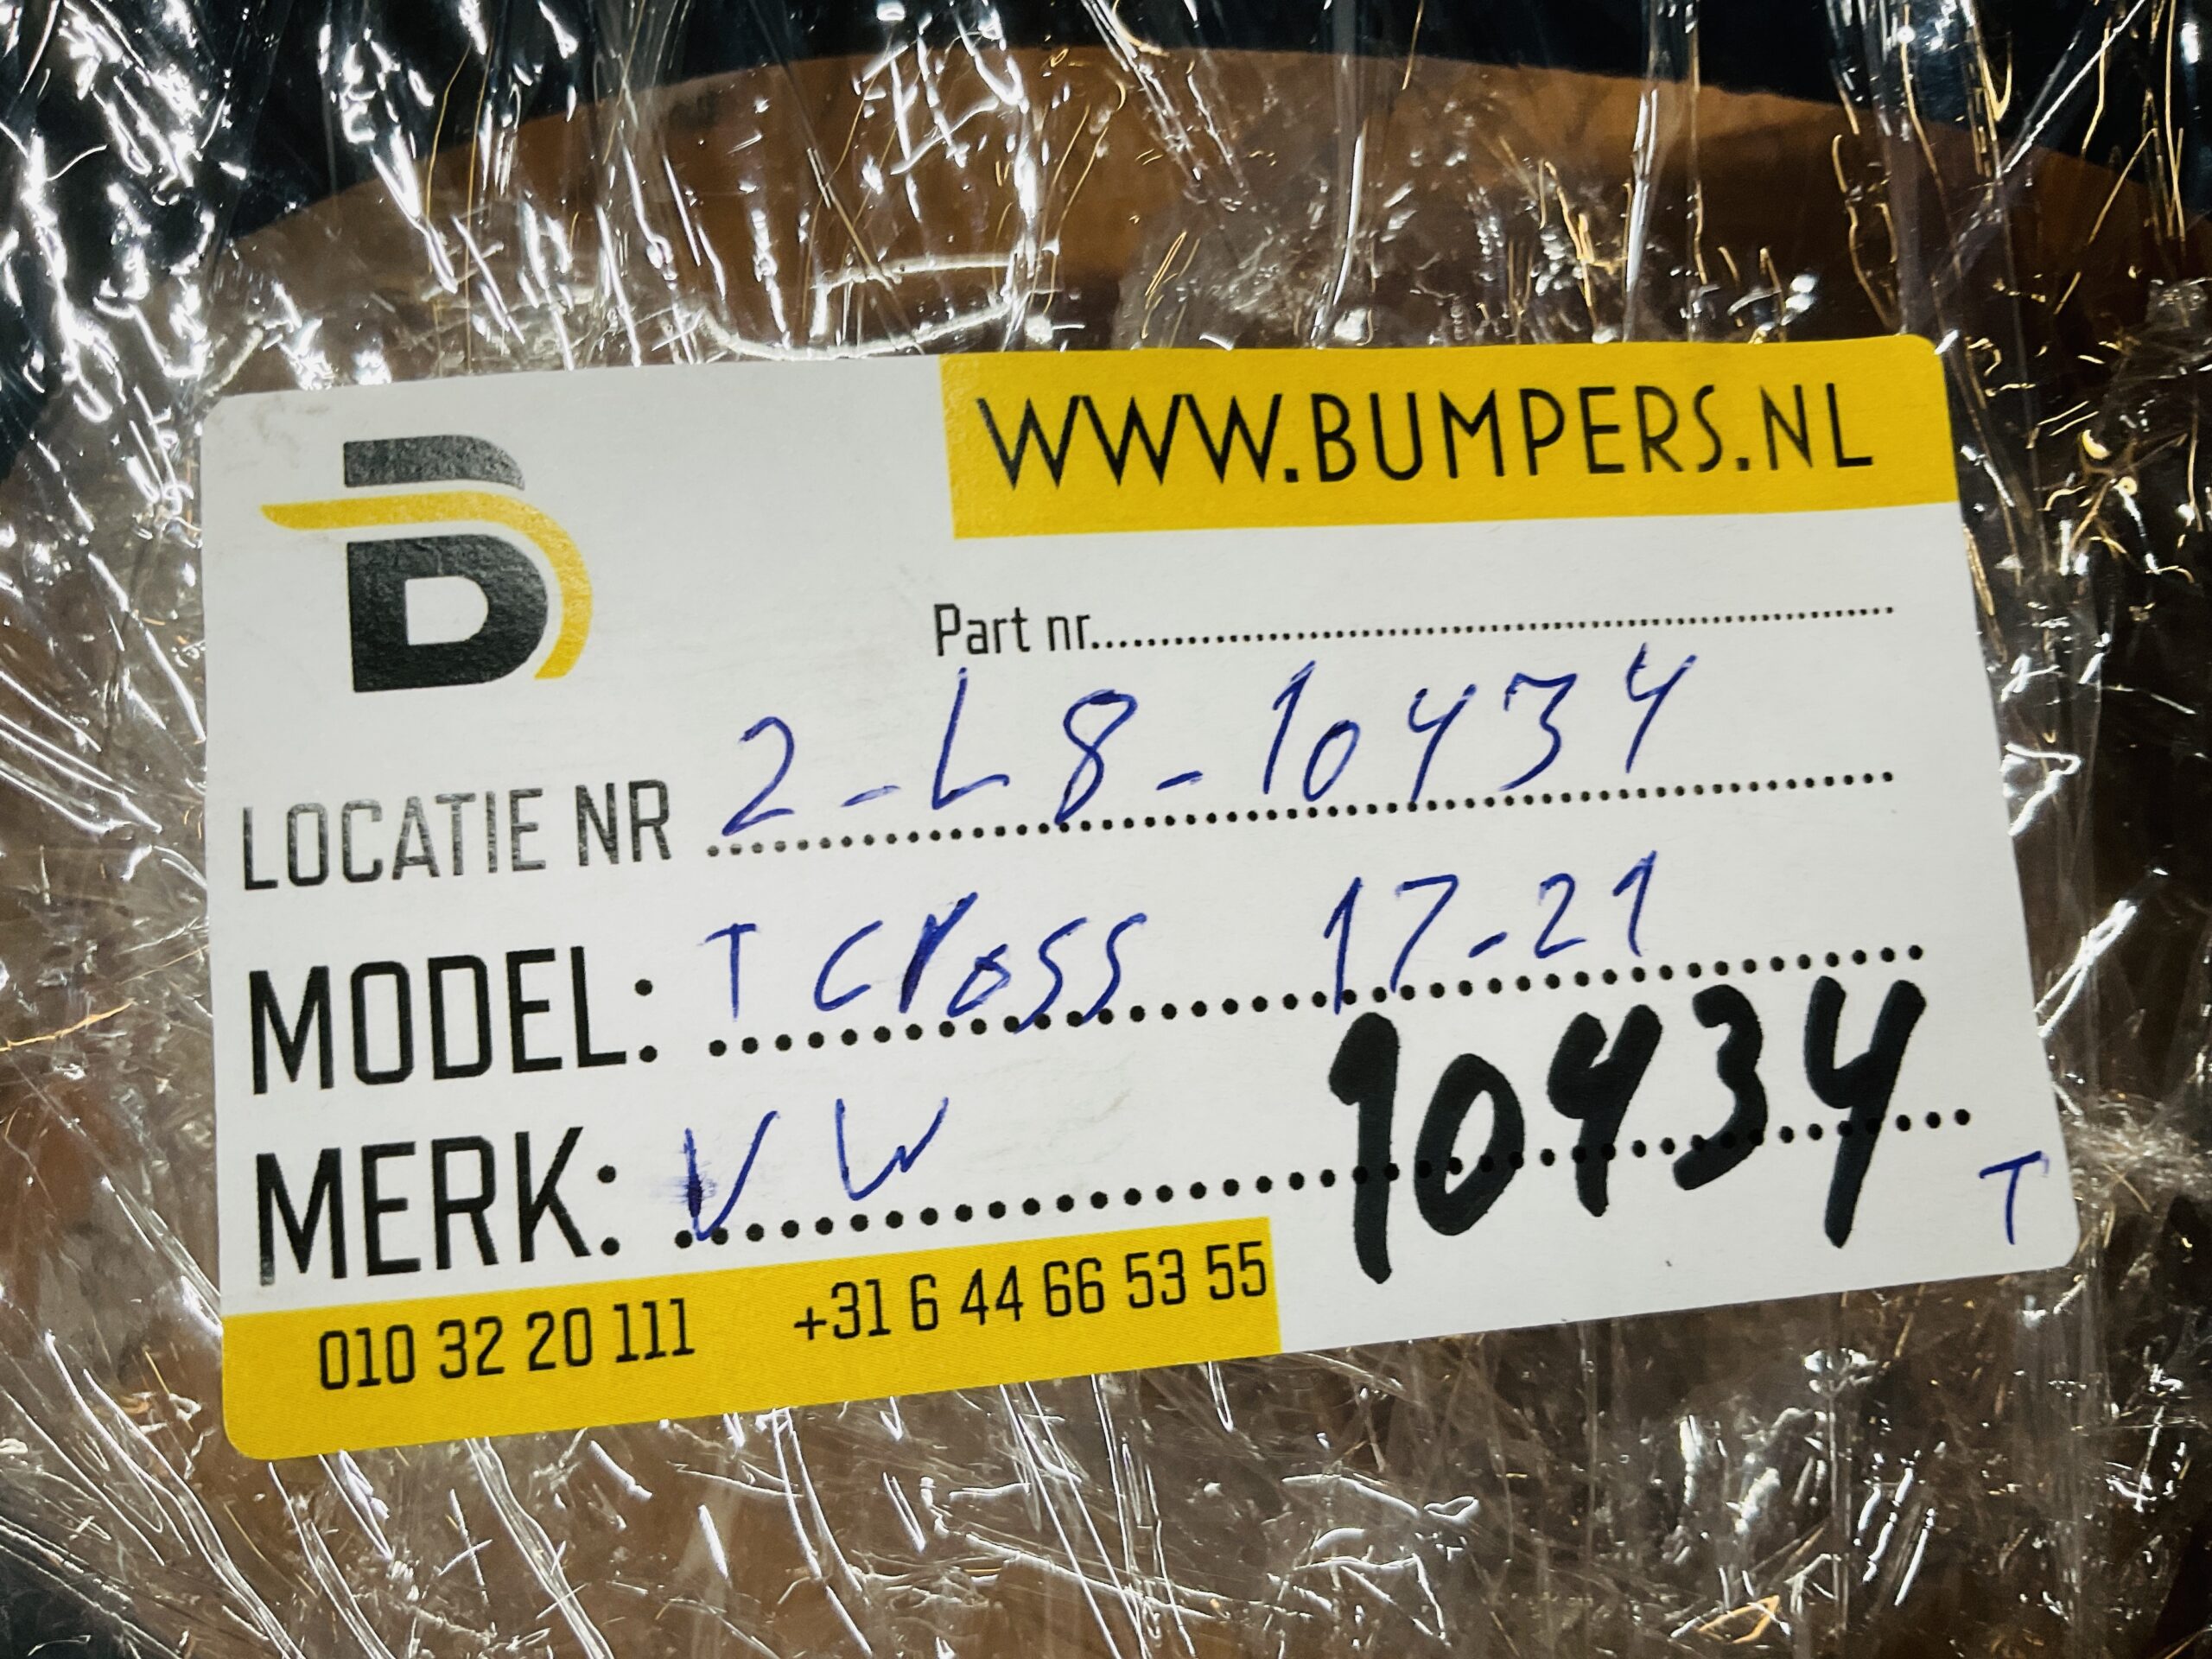 WWW.BUMPERS.NL
B
Part nr..........
LOCATIE NR 2-L8-10434
MODEL: T Cross 17-21
MERK: VW 10434
T
010 32 20 111 +31 6 44 66 53 55